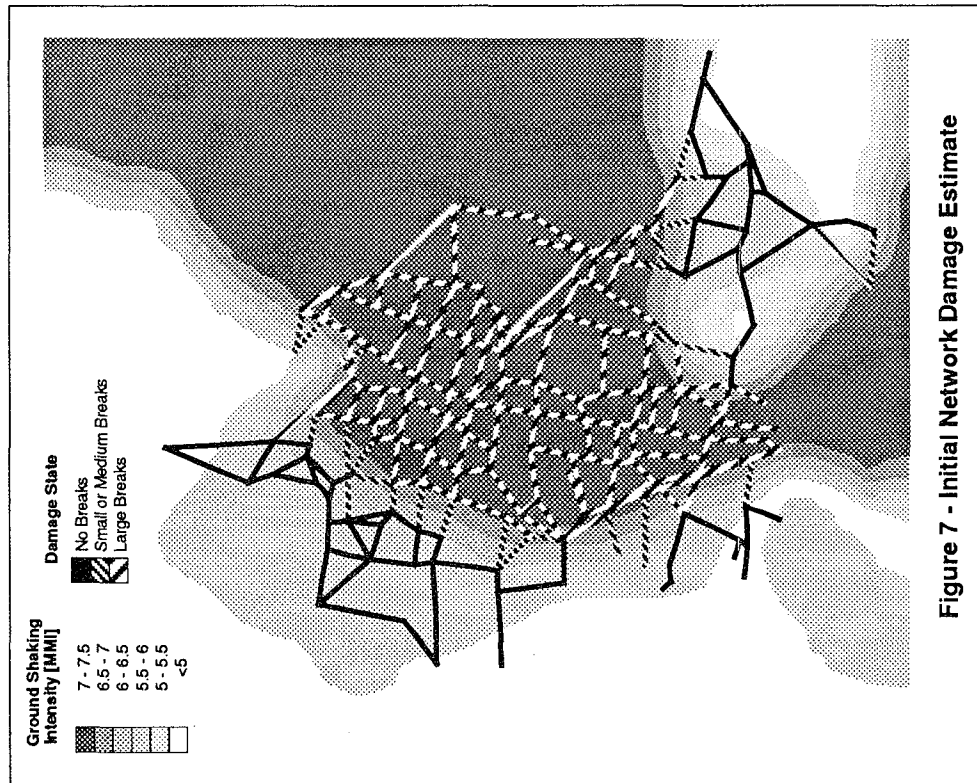 Ground Shaking
Intensity [MMI]
7 - 7.5
6.5 - 7
6 - 6.5
5.5 - 6
5 - 5.5
<5
Damage State
No Breaks
Small or Medium Breaks
Large Breaks
Figure 7 - Initial Network Damage Estimate